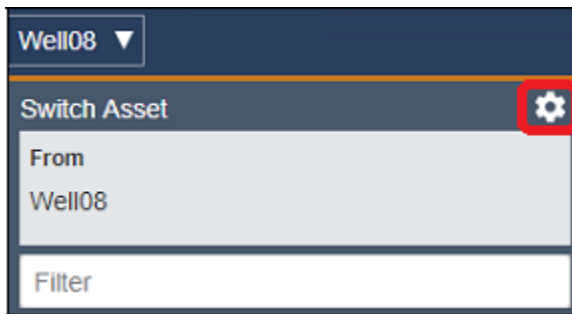 Well08 ▼
Switch Asset
From
Well08
Filter